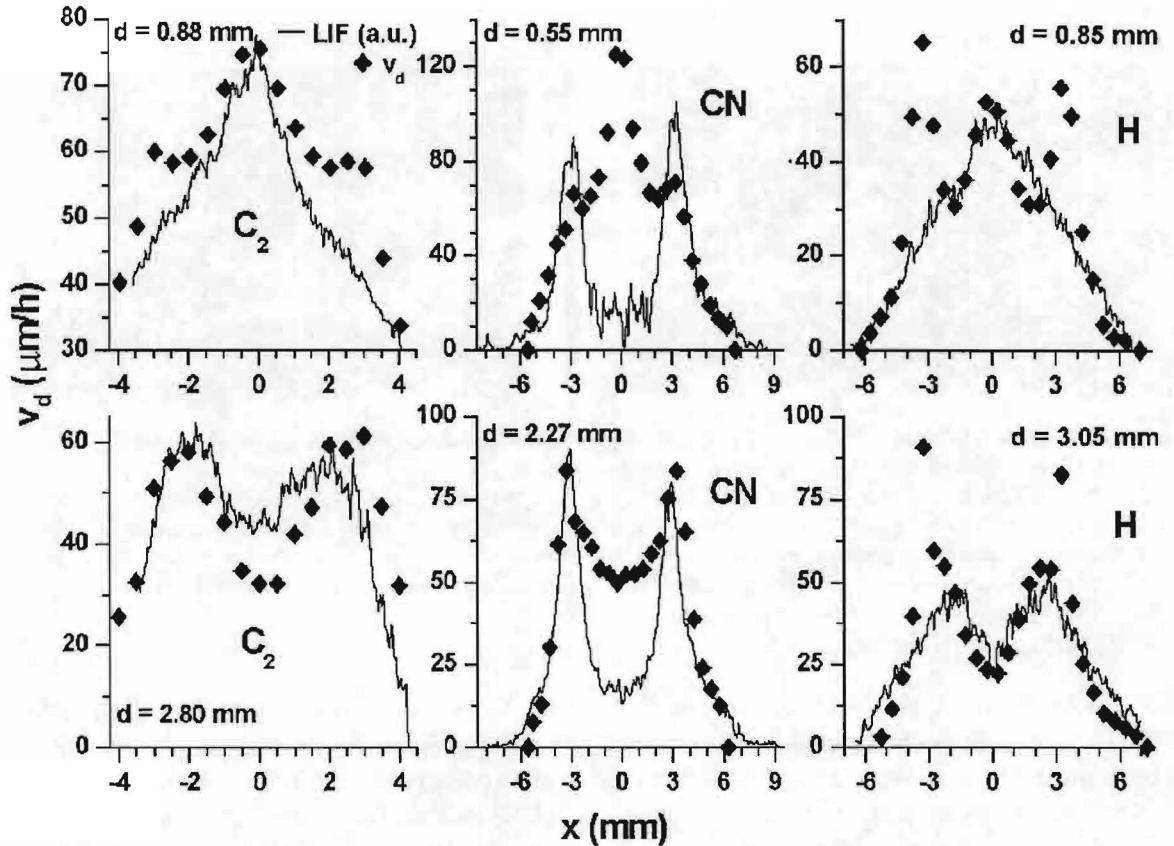 d = 0.88 mm
LIF (a.u.)
v_d
C₂
80
70
60
50
40
30
-4 -2 0 2 4
d = 0.55 mm
CN
120
80
40
0
-6 -3 0 3 6 9
d = 0.85 mm
H
60
40
20
0
-6 -3 0 3 6
v_d (μm/h)
d = 2.80 mm
C₂
60
40
20
0
-4 -2 0 2 4
d = 2.27 mm
CN
100
75
50
25
0
-6 -3 0 3 6 9
d = 3.05 mm
H
100
75
50
25
0
-6 -3 0 3 6
x (mm)